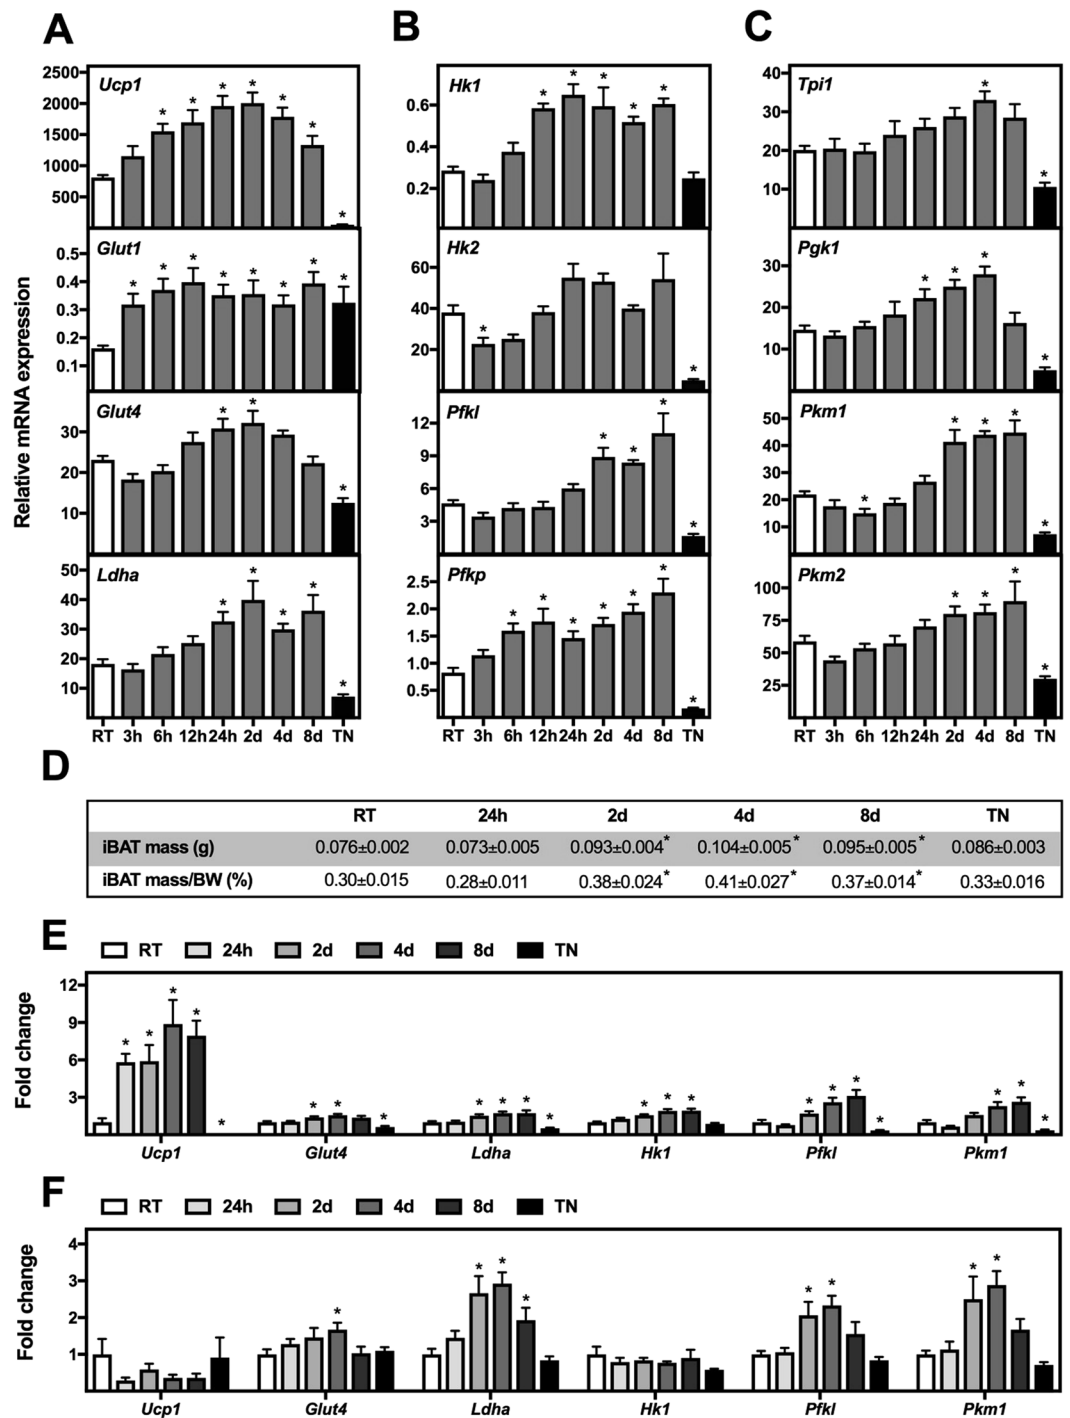 A
B
C
Relative mRNA expression
Ucp1
2500
2000
1500
1000
500
Glut1
0.5
0.4
0.3
0.2
0.1
Glut4
30
20
10
Ldha
50
40
30
20
10
RT 3h 6h 12h 24h 2d 4d 8d TN
Hk1
0.6
0.4
0.2
Hk2
60
40
20
Pfkl
12
9
6
3
Pfkp
2.5
2.0
1.5
1.0
0.5
RT 3h 6h 12h 24h 2d 4d 8d TN
Tpi1
40
30
20
10
Pgk1
30
20
10
Pkm1
50
40
30
20
10
Pkm2
100
75
50
25
RT 3h 6h 12h 24h 2d 4d 8d TN
D
RT 24h 2d 4d 8d TN
iBAT mass (g) 0.076±0.002 0.073±0.005 0.093±0.004* 0.104±0.005* 0.095±0.005* 0.086±0.003
iBAT mass/BW (%) 0.30±0.015 0.28±0.011 0.38±0.024* 0.41±0.027* 0.37±0.014* 0.33±0.016
E
RT 24h 2d 4d 8d TN
Fold change
12
9
6
3
Ucp1 Glut4 Ldha Hk1 Pfkl Pkm1
F
RT 24h 2d 4d 8d TN
Fold change
4
3
2
1
Ucp1 Glut4 Ldha Hk1 Pfkl Pkm1